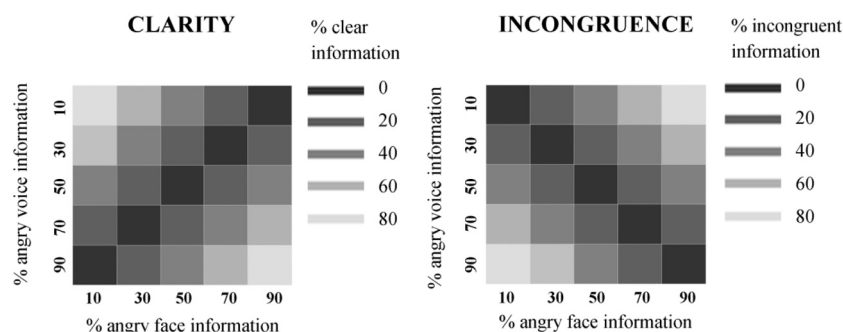 CLARITY
% clear
information
0
20
40
60
80
% angry voice information
10
30
50
70
90
10 30 50 70 90
% angry face information
INCONGRUENCE
% incongruent
information
0
20
40
60
80
% angry voice information
10
30
50
70
90
10 30 50 70 90
% angry face information